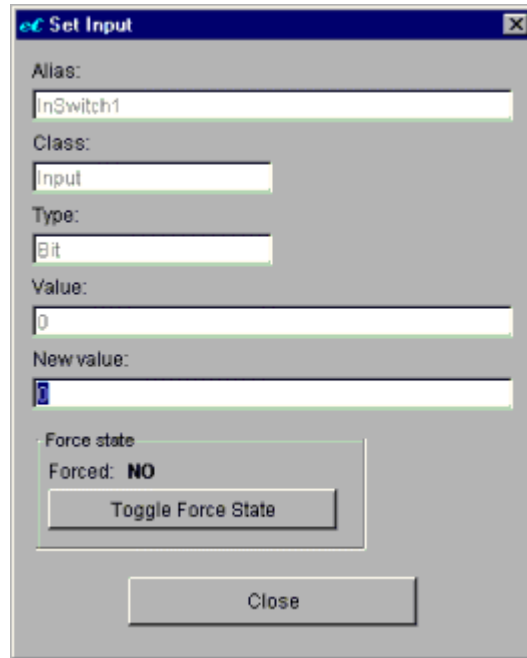 eC Set Input
Alias:
InSwitch1
Class:
Input
Type:
Bit
Value:
0
New value:
0
Force state
Forced: NO
Toggle Force State
Close